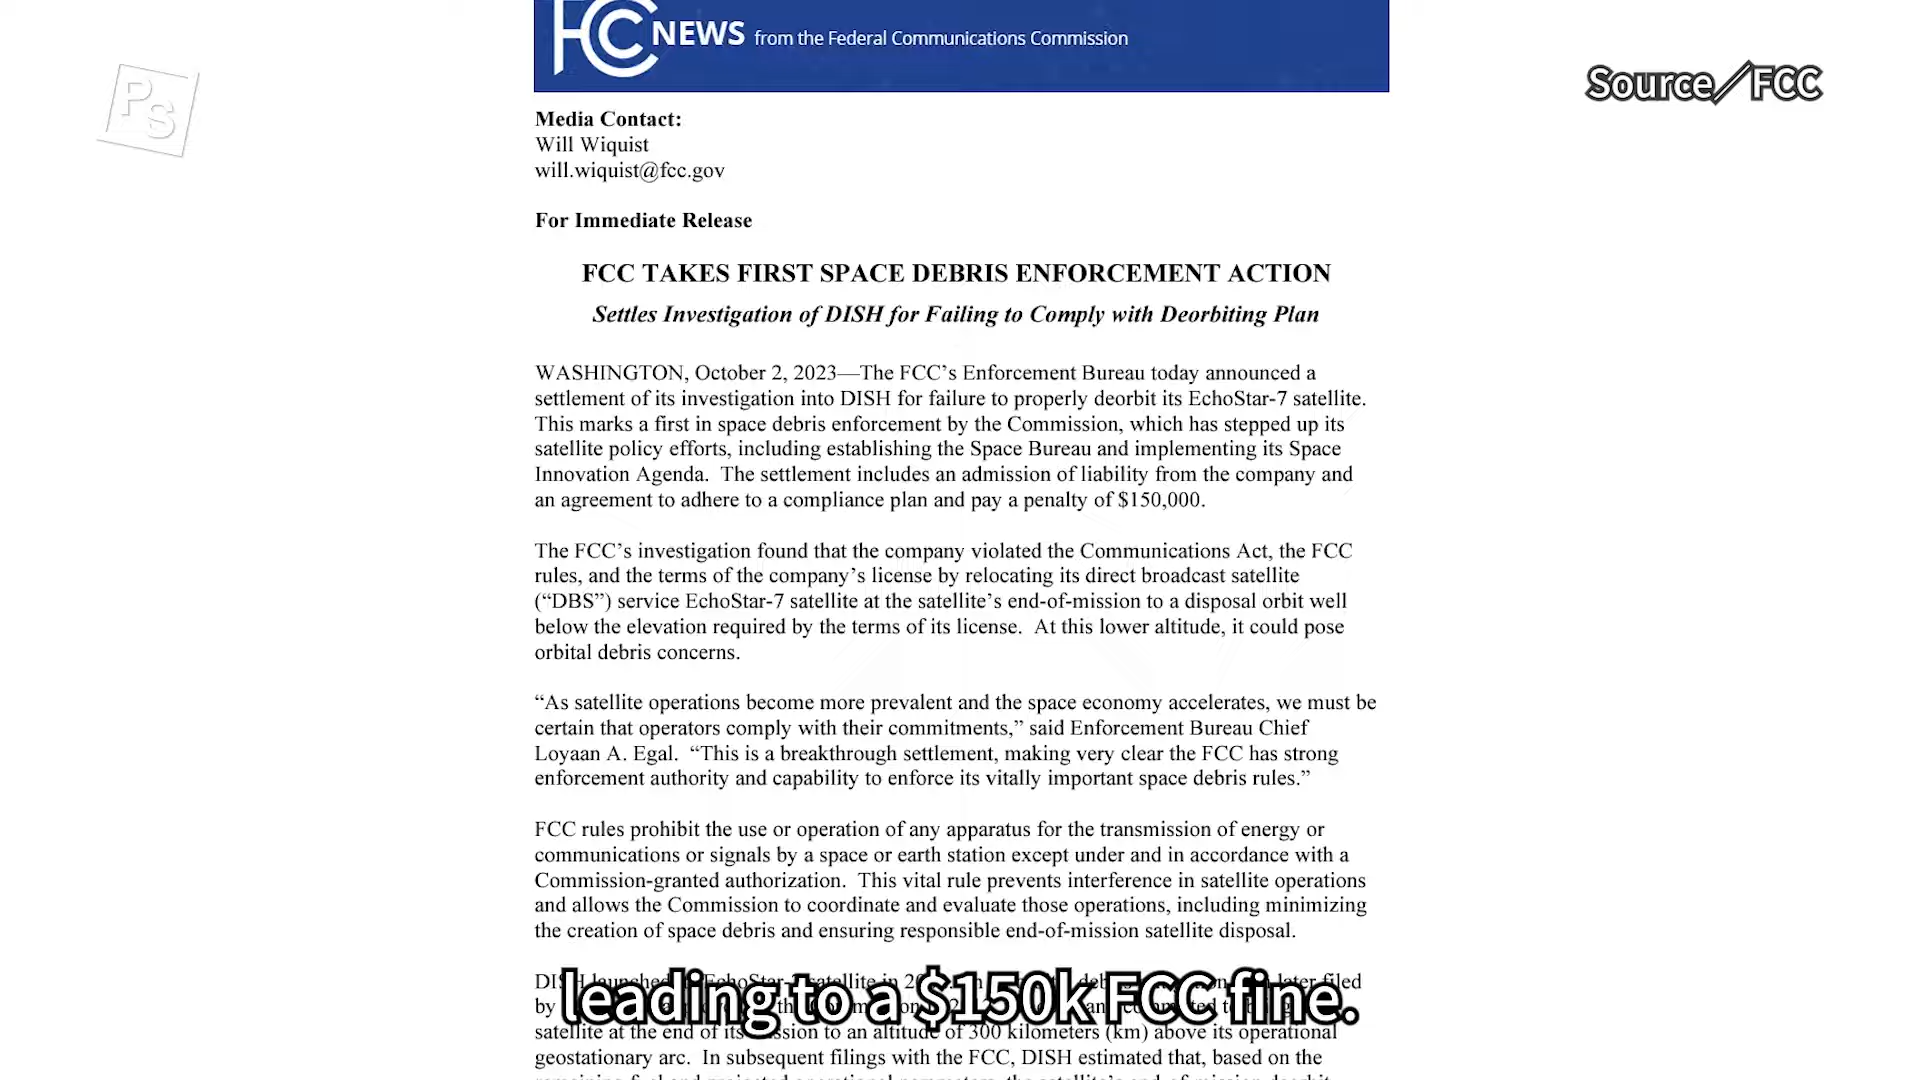 FCC NEWS from the Federal Communications Commission
PS
Source/FCC
Media Contact:
Will Wiquist
will.wiquist@fcc.gov
For Immediate Release
FCC TAKES FIRST SPACE DEBRIS ENFORCEMENT ACTION
Settles Investigation of DISH for Failing to Comply with Deorbiting Plan
WASHINGTON, October 2, 2023—The FCC’s Enforcement Bureau today announced a
settlement of its investigation into DISH for failure to properly deorbit its EchoStar-7 satellite.
This marks a first in space debris enforcement by the Commission, which has stepped up its
satellite policy efforts, including establishing the Space Bureau and implementing its Space
Innovation Agenda.  The settlement includes an admission of liability from the company and
an agreement to adhere to a compliance plan and pay a penalty of $150,000.
The FCC’s investigation found that the company violated the Communications Act, the FCC
rules, and the terms of the company’s license by relocating its direct broadcast satellite
(“DBS”) service EchoStar-7 satellite at the satellite’s end-of-mission to a disposal orbit well
below the elevation required by the terms of its license.  At this lower altitude, it could pose
orbital debris concerns.
“As satellite operations become more prevalent and the space economy accelerates, we must be
certain that operators comply with their commitments,” said Enforcement Bureau Chief
Loyaan A. Egal.  “This is a breakthrough settlement, making very clear the FCC has strong
enforcement authority and capability to enforce its vitally important space debris rules.”
FCC rules prohibit the use or operation of any apparatus for the transmission of energy or
communications or signals by a space or earth station except under and in accordance with a
Commission-granted authorization.  This vital rule prevents interference in satellite operations
and allows the Commission to coordinate and evaluate those operations, including minimizing
the creation of space debris and ensuring responsible end-of-mission satellite disposal.
DISH launched EchoStar-7 satellite in later filed
by
leading to a $150k FCC fine.
satellite at the end of its mission to an altitude of 300 kilometers (km) above its operational
geostationary arc.  In subsequent filings with the FCC, DISH estimated that, based on the